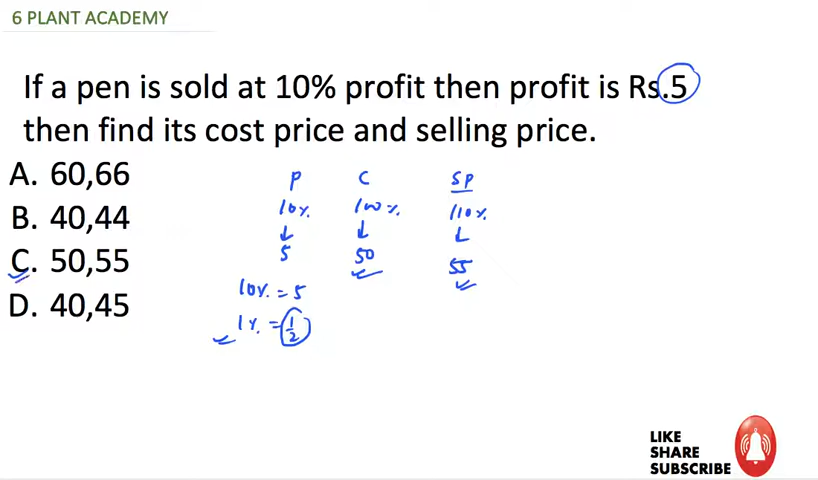 6 PLANT ACADEMY
If a pen is sold at 10% profit then profit is Rs.5
then find its cost price and selling price.
A. 60,66
B. 40,44
C. 50,55
D. 40,45
P C SP
10% 100% 110%
5 50 55
10% = 5
1% = 1/2
LIKE
SHARE
SUBSCRIBE